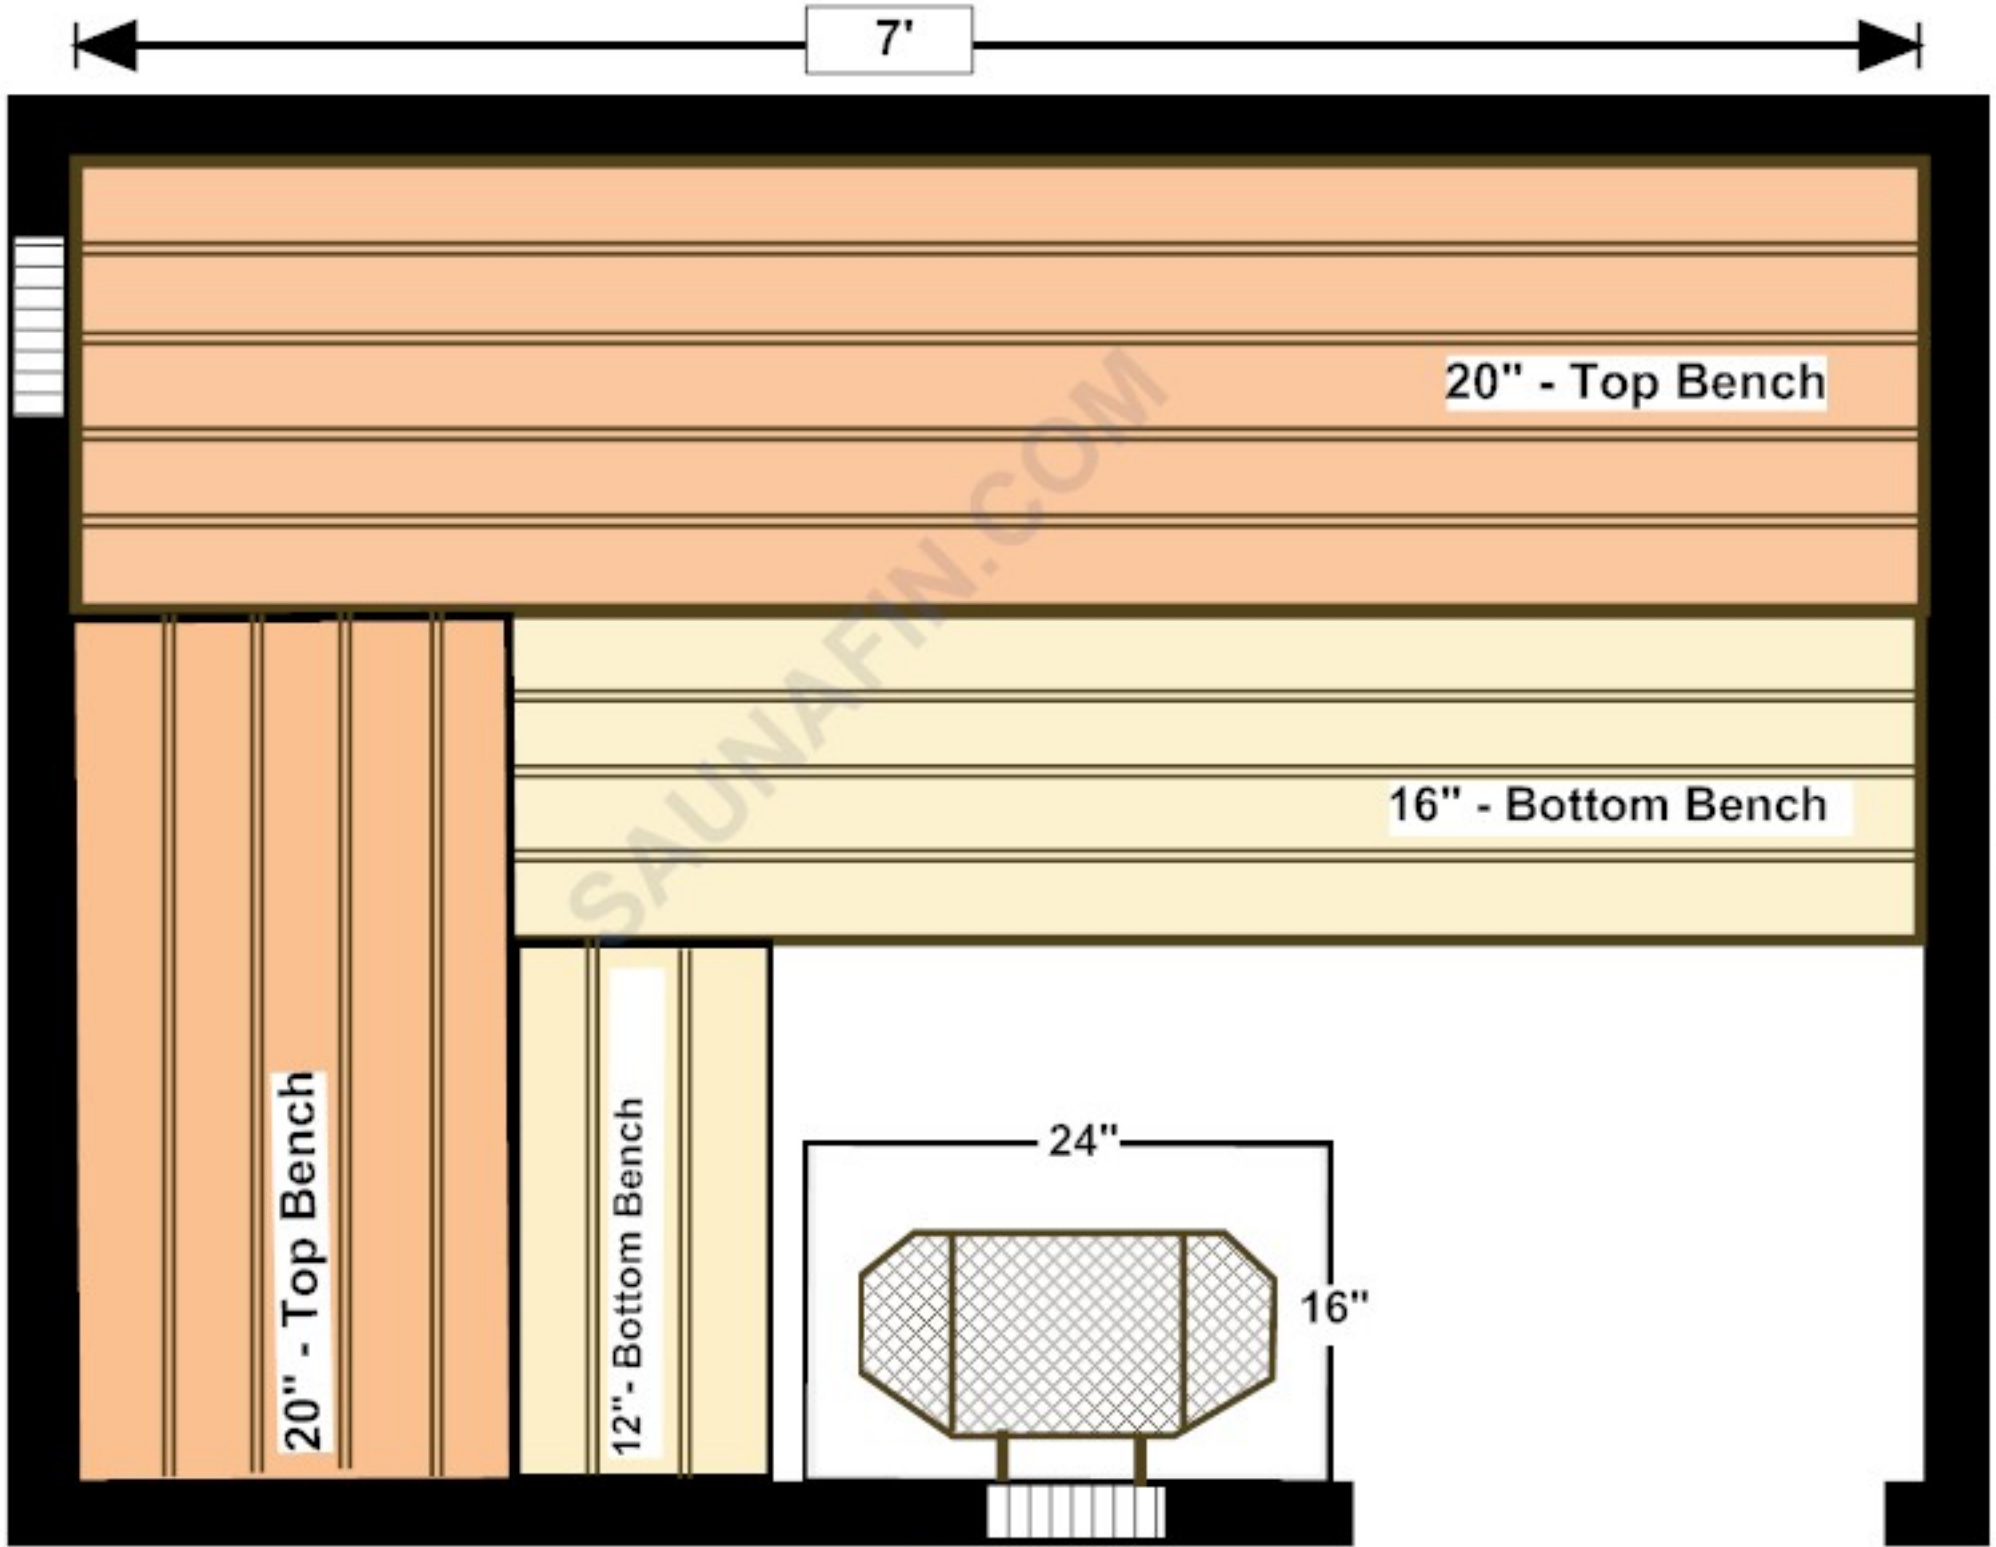 7'
20" - Top Bench
SAUNAFIN.COM
16" - Bottom Bench
20" - Top Bench
12"- Bottom Bench
24"
16"